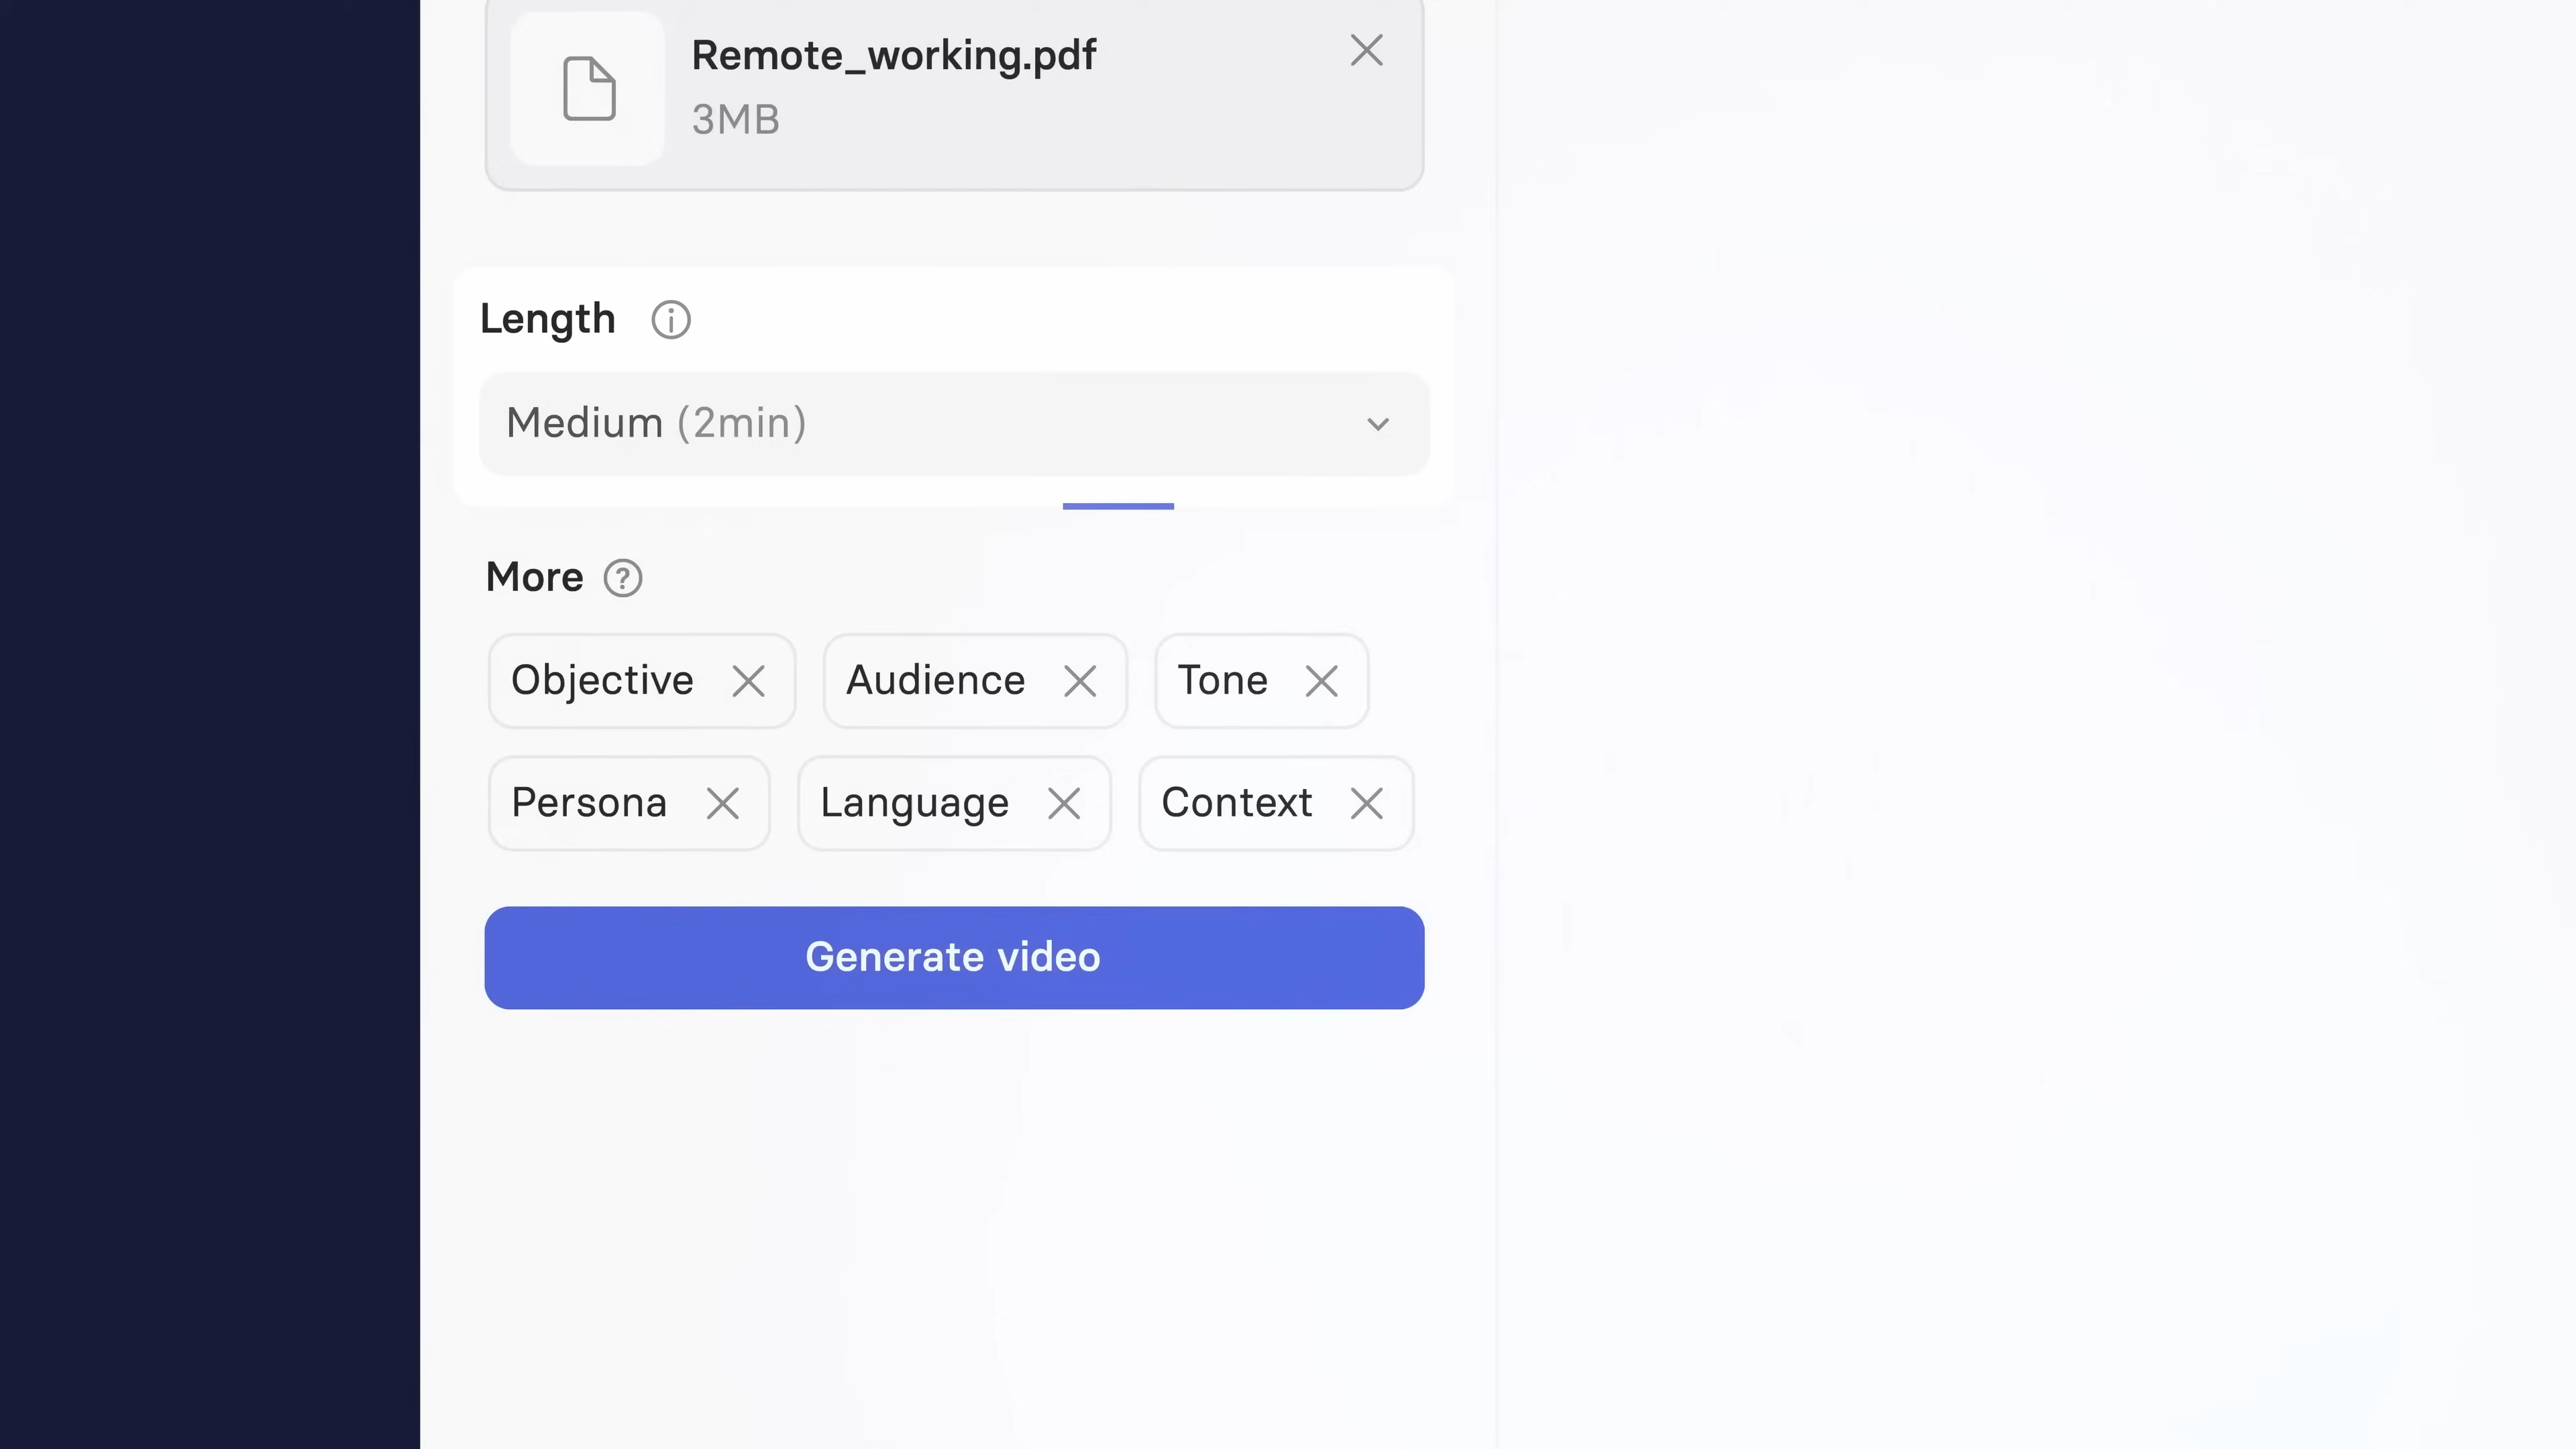 Remote_working.pdf
3MB
Length
Medium (2min)
More
Objective
Audience
Tone
Persona
Language
Context
Generate video